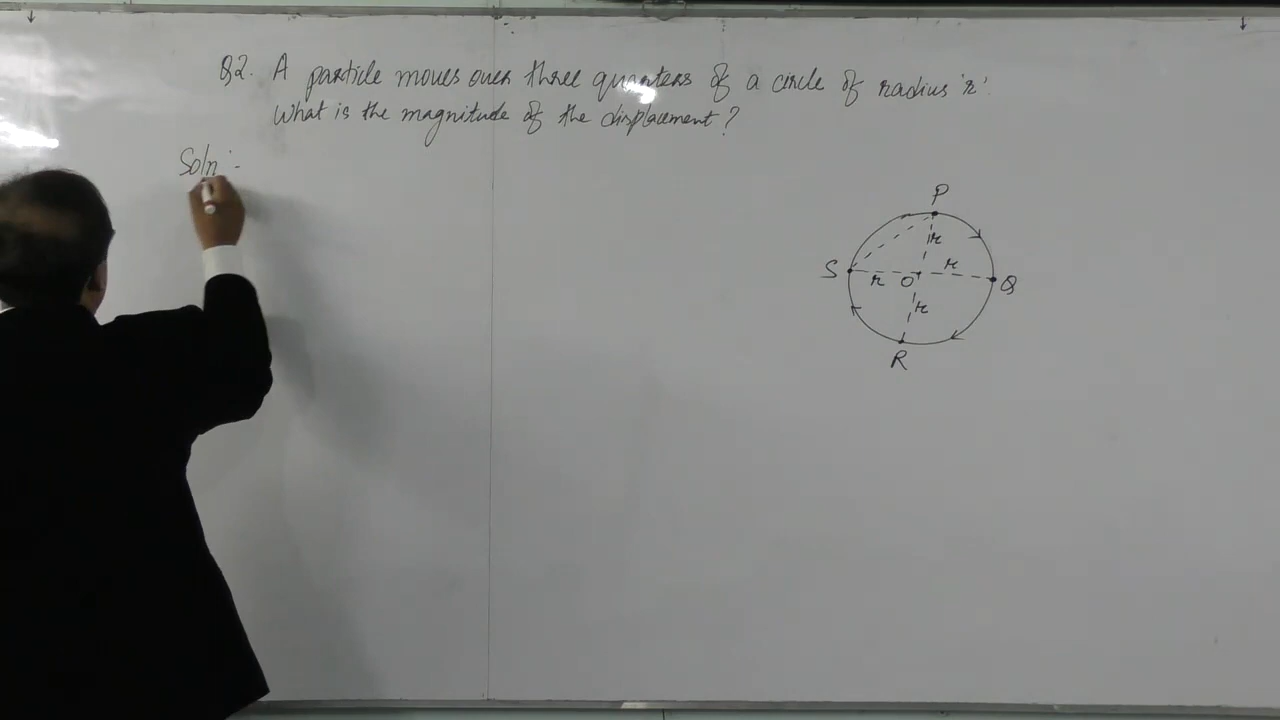 Q2. A particle moves over three quarters of a circle of radius 'r'.
What is the magnitude of the displacement?
Soln :-
P
r
r
S
r
O
Q
r
R